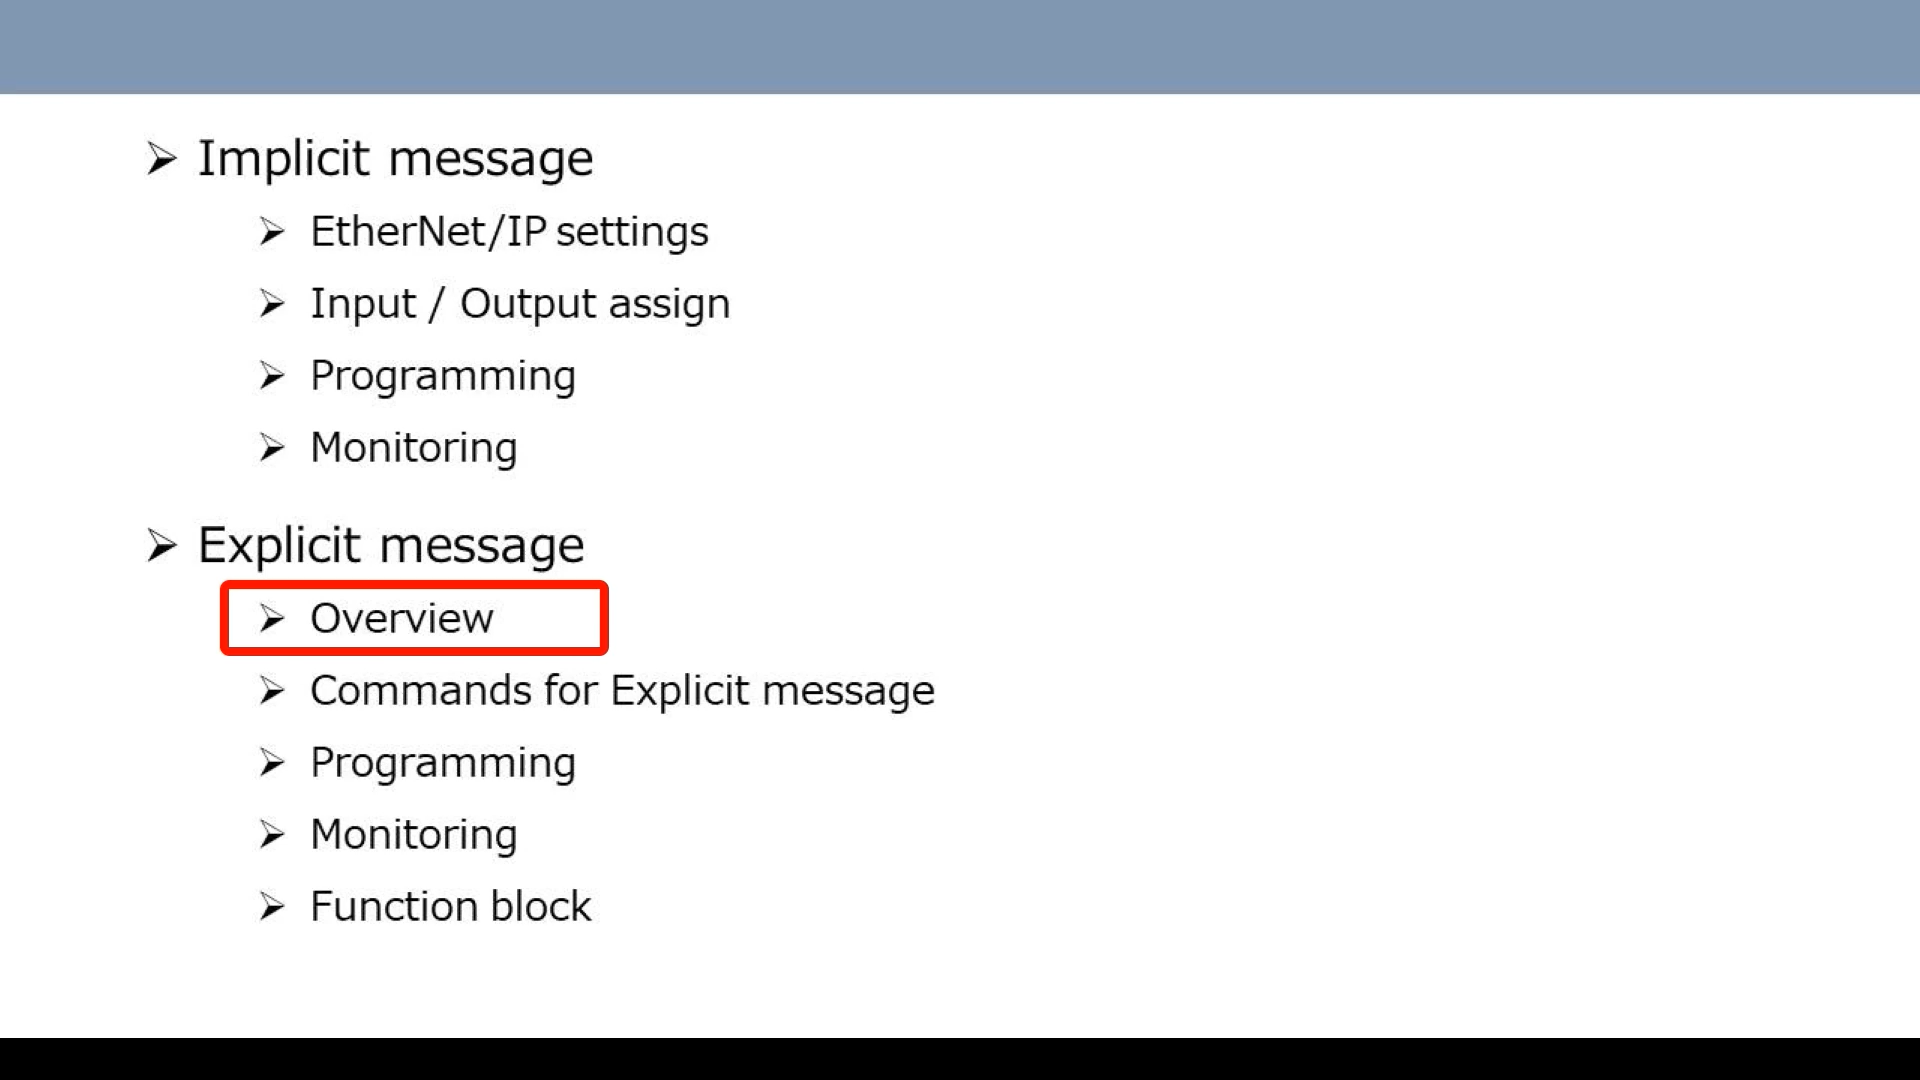 Implicit message
EtherNet/IP settings
Input / Output assign
Programming
Monitoring
Explicit message
Overview
Commands for Explicit message
Programming
Monitoring
Function block